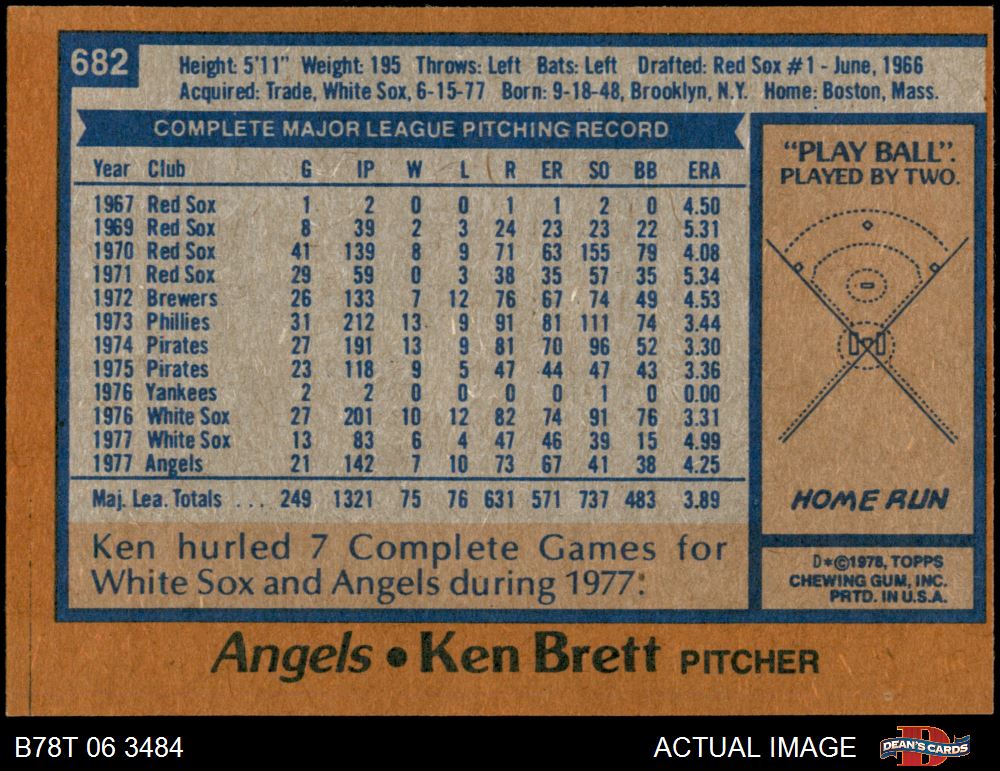 682
Height: 5'11" Weight: 195 Throws: Left Bats: Left Drafted: Red Sox #1 - June, 1966
Acquired: Trade, White Sox, 6-15-77 Born: 9-18-48, Brooklyn, N.Y. Home: Boston, Mass.
COMPLETE MAJOR LEAGUE PITCHING RECORD
Year Club G IP W L R ER SO BB ERA
1967 Red Sox 1 2 0 0 1 1 2 0 4.50
1969 Red Sox 8 39 2 3 24 23 23 22 5.31
1970 Red Sox 41 139 8 9 71 63 155 79 4.08
1971 Red Sox 29 59 0 3 38 35 57 35 5.34
1972 Brewers 26 133 7 12 76 67 74 49 4.53
1973 Phillies 31 212 13 9 91 81 111 74 3.44
1974 Pirates 27 191 13 9 81 70 96 52 3.30
1975 Pirates 23 118 9 5 47 44 47 43 3.36
1976 Yankees 2 2 0 0 0 0 1 0 0.00
1976 White Sox 27 201 10 12 82 74 91 76 3.31
1977 White Sox 13 83 6 4 47 46 39 15 4.99
1977 Angels 21 142 7 10 73 67 41 38 4.25
Maj. Lea. Totals ... 249 1321 75 76 631 571 737 483 3.89
Ken hurled 7 Complete Games for
White Sox and Angels during 1977.
"PLAY BALL".
PLAYED BY TWO.
HOME RUN
D*©1978, TOPPS
CHEWING GUM, INC.
PRTD. IN U.S.A.
Angels • Ken Brett PITCHER
B78T 06 3484
ACTUAL IMAGE
D
DEAN'S CARDS